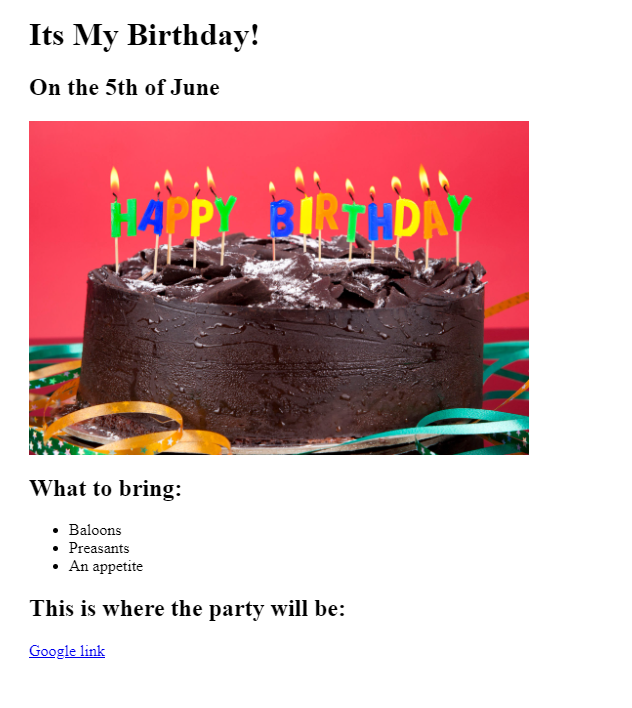 Its My Birthday!
On the 5th of June
HAPPY BIRTHDAY
What to bring:
Baloons
Preasants
An appetite
This is where the party will be:
Google link